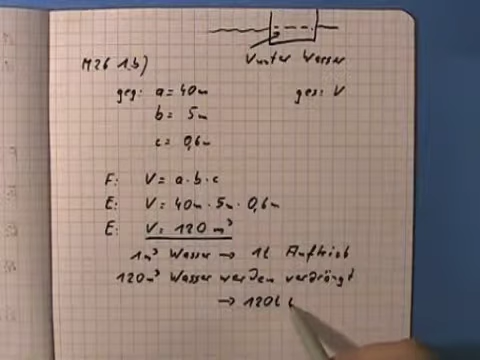 V unter Wasser
M26 1.b)
geg: a = 40m ges: V
b = 5m
c = 0,6m
F: V = a · b · c
E: V = 40m · 5m · 0,6m
E: V = 120 m³
1m³ Wasser → 1t Auftrieb
120m³ Wasser werden verdrängt
→ 120t